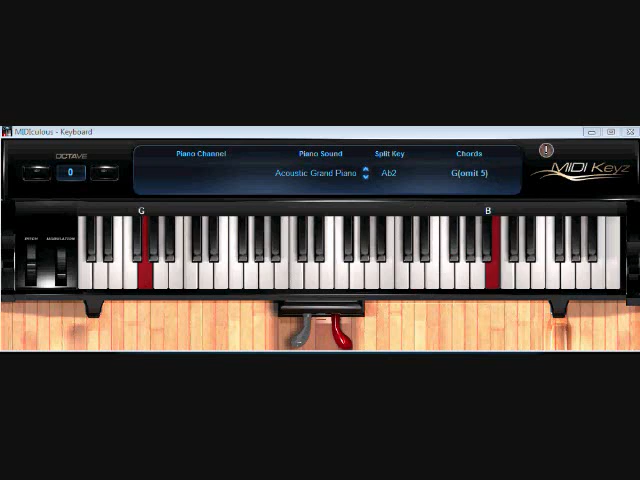 MIDIculous - Keyboard
OCTAVE
0
Piano Channel
Piano Sound
Split Key
Chords
Acoustic Grand Piano
Ab2
G(omit 5)
!
MIDI Keyz
G
B
PITCH
MODULATION